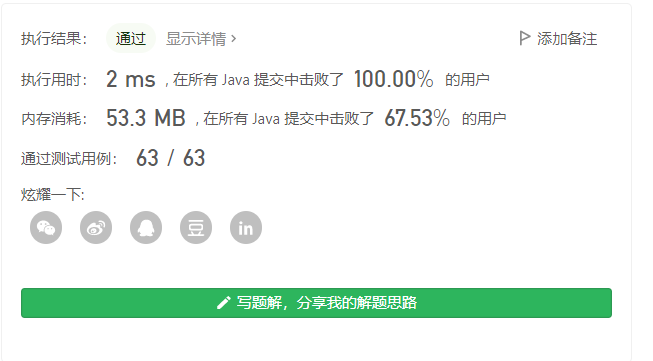 执行结果： 通过 显示详情 › 添加备注
执行用时： 2 ms , 在所有 Java 提交中击败了 100.00% 的用户
内存消耗： 53.3 MB , 在所有 Java 提交中击败了 67.53% 的用户
通过测试用例： 63 / 63
炫耀一下:
豆 in
写题解，分享我的解题思路